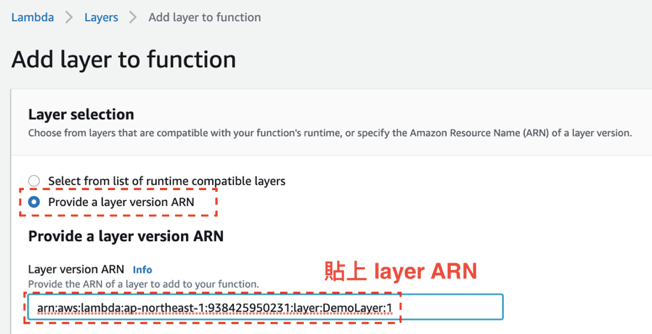 Lambda > Layers > Add layer to function
Add layer to function
Layer selection
Choose from layers that are compatible with your function's runtime, or specify the Amazon Resource Name (ARN) of a layer version.
Select from list of runtime compatible layers
Provide a layer version ARN
Provide a layer version ARN
貼上 layer ARN
Layer version ARN Info
Provide the ARN of a layer to add to your function.
arn:aws:lambda:ap-northeast-1:938425950231:layer:DemoLayer:1